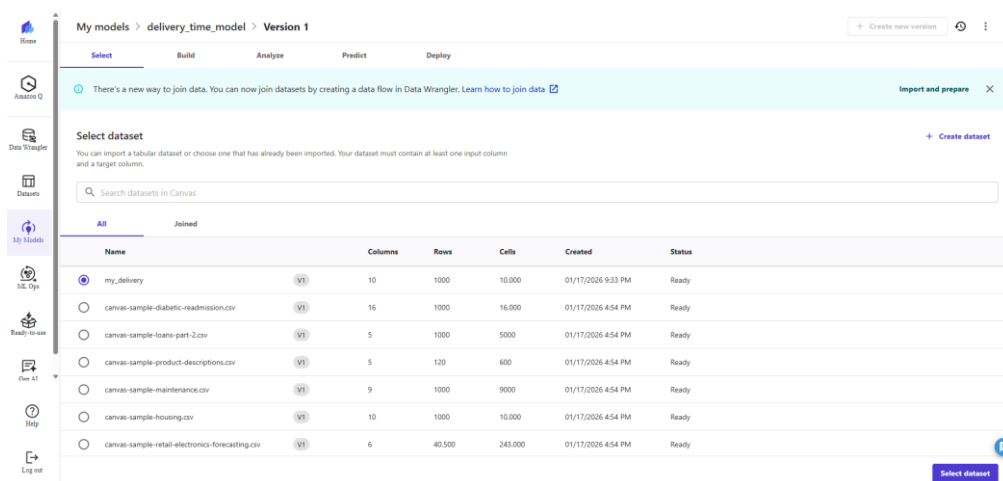 My models > delivery_time_model > Version 1
+ Create new version
Home
Select Build Analyze Predict Deploy
There's a new way to join data. You can now join datasets by creating a data flow in Data Wrangler. Learn how to join data
Import and prepare
Amazon Q
Data Wrangler
Datasets
My Models
ML Ops
Ready-to-use
Gen AI
Help
Log out
Select dataset
+ Create dataset
You can import a tabular dataset or choose one that has already been imported. Your dataset must contain at least one input column
and a target column.
Search datasets in Canvas
All Joined
Name Columns Rows Cells Created Status
my_delivery V1 10 1000 10.000 01/17/2026 9:33 PM Ready
canvas-sample-diabetic-readmission.csv V1 16 1000 16.000 01/17/2026 4:54 PM Ready
canvas-sample-loans-part-2.csv V1 5 1000 5000 01/17/2026 4:54 PM Ready
canvas-sample-product-descriptions.csv V1 5 120 600 01/17/2026 4:54 PM Ready
canvas-sample-maintenance.csv V1 9 1000 9000 01/17/2026 4:54 PM Ready
canvas-sample-housing.csv V1 10 1000 10.000 01/17/2026 4:54 PM Ready
canvas-sample-retail-electronics-forecasting.csv V1 6 40.500 243.000 01/17/2026 4:54 PM Ready
Select dataset